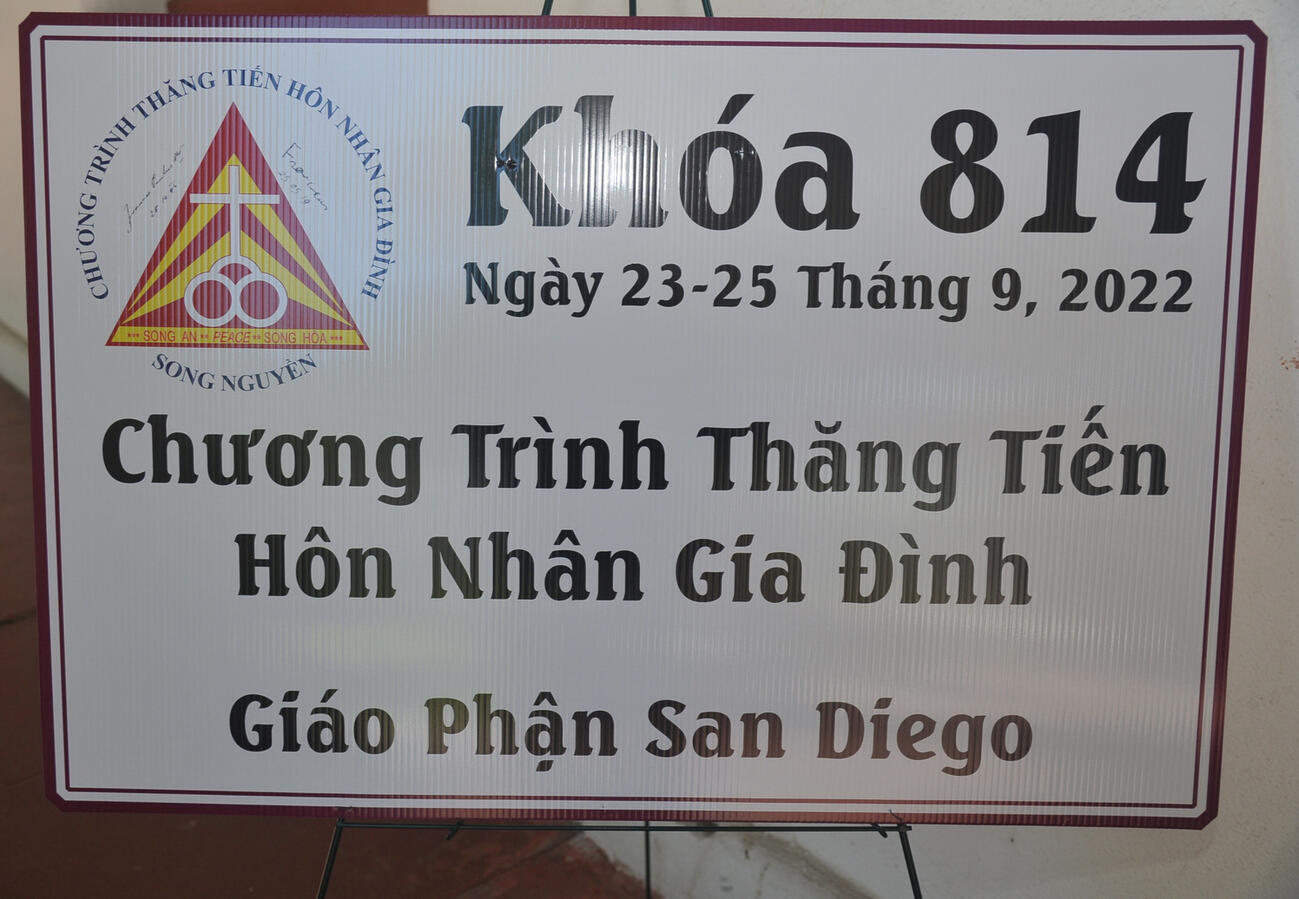 CHƯƠNG TRÌNH THĂNG TIẾN HÔN NHÂN GIA ĐÌNH
*** SONG AN ** PEACE ** SONG HÒA ***
SONG NGUYỀN
Khóa 814
Ngày 23-25 Tháng 9, 2022
Chương Trình Thăng Tiến
Hôn Nhân Gia Đình
Giáo Phận San Diego